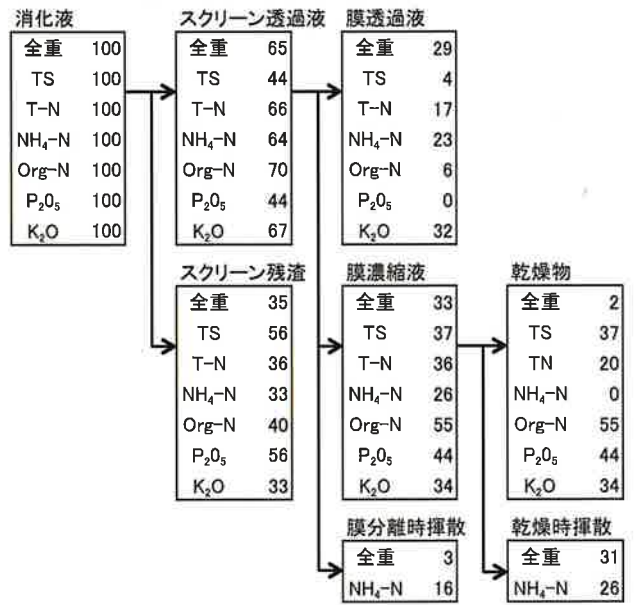 消化液
全重 100
TS 100
T-N 100
NH₄-N 100
Org-N 100
P₂O₅ 100
K₂O 100
スクリーン透過液
全重 65
TS 44
T-N 66
NH₄-N 64
Org-N 70
P₂O₅ 44
K₂O 67
膜透過液
全重 29
TS 4
T-N 17
NH₄-N 23
Org-N 6
P₂O₅ 0
K₂O 32
スクリーン残渣
全重 35
TS 56
T-N 36
NH₄-N 33
Org-N 40
P₂O₅ 56
K₂O 33
膜濃縮液
全重 33
TS 37
T-N 36
NH₄-N 26
Org-N 55
P₂O₅ 44
K₂O 34
乾燥物
全重 2
TS 37
TN 20
NH₄-N 0
Org-N 55
P₂O₅ 44
K₂O 34
膜分離時揮散
全重 3
NH₄-N 16
乾燥時揮散
全重 31
NH₄-N 26